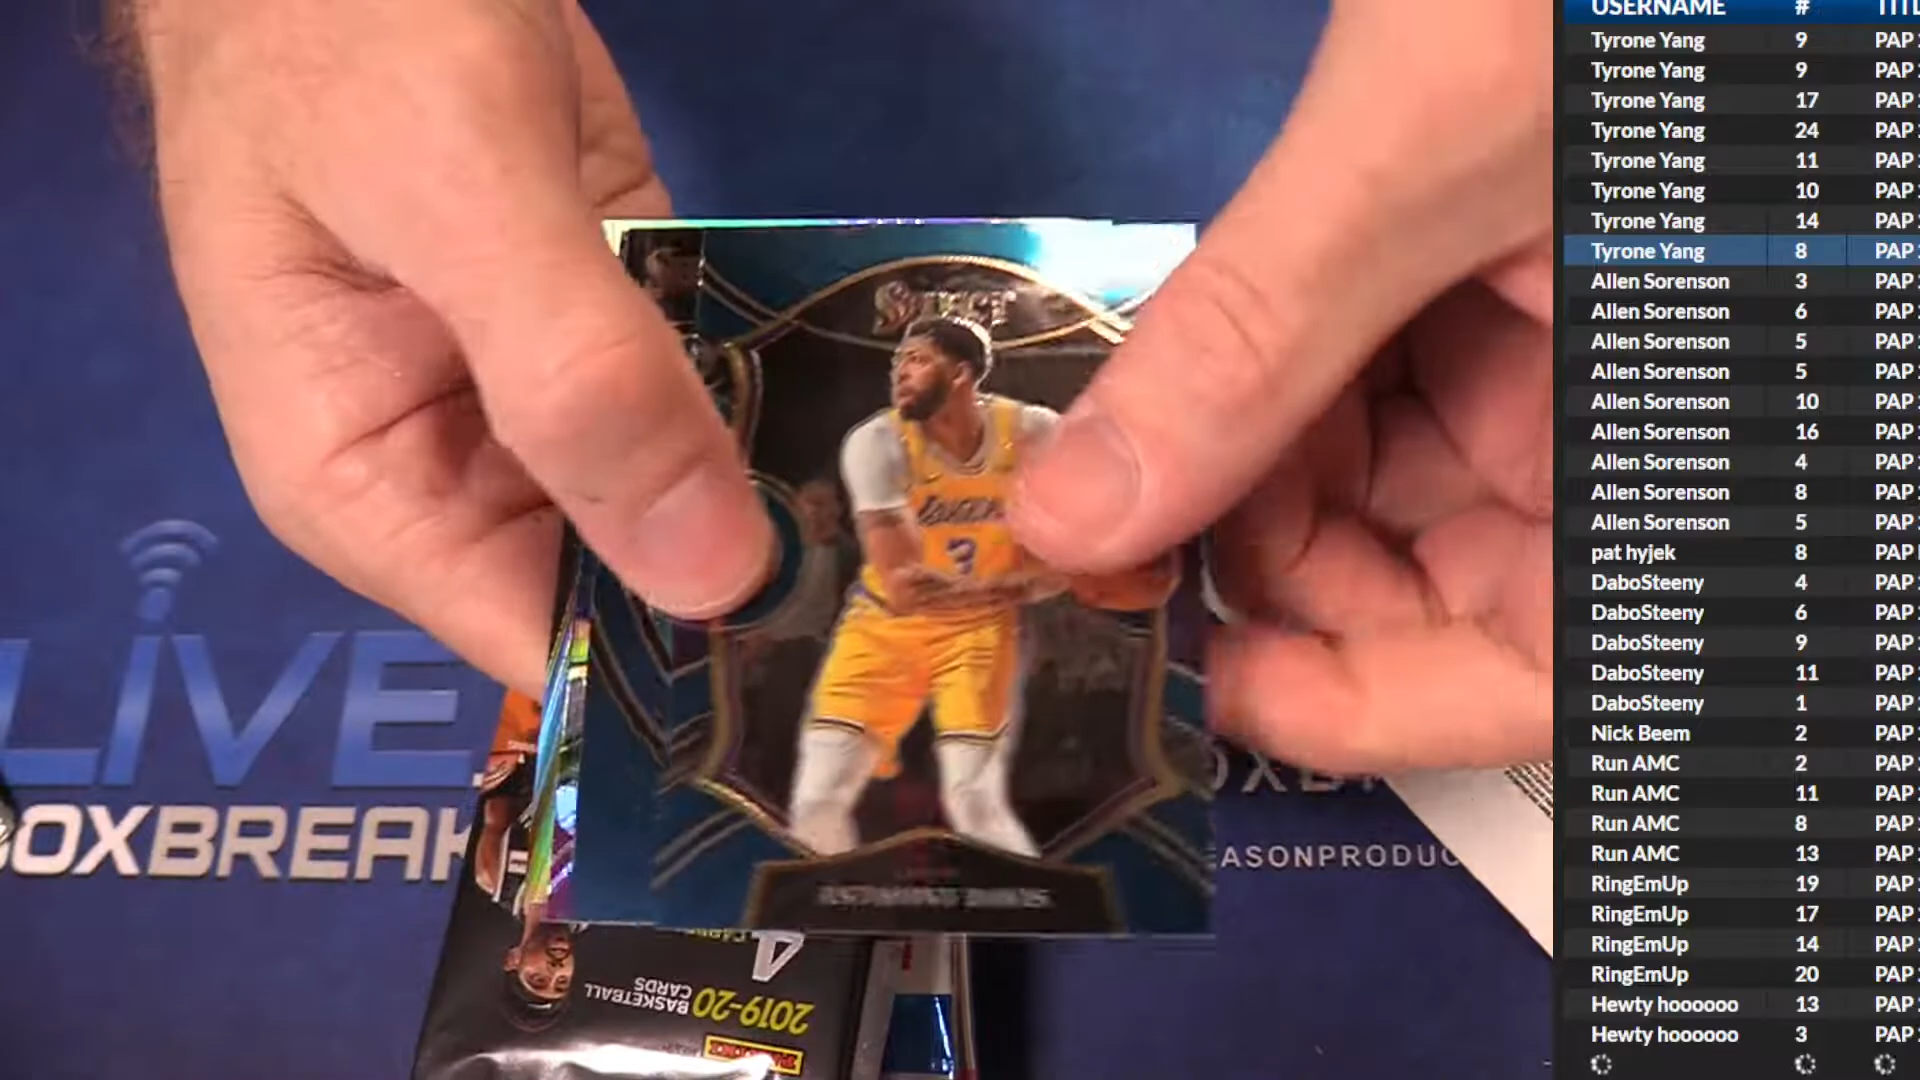 USERNAME # TITL
Tyrone Yang 9 PAP
Tyrone Yang 9 PAP
Tyrone Yang 17 PAP
Tyrone Yang 24 PAP
Tyrone Yang 11 PAP
Tyrone Yang 10 PAP
Tyrone Yang 14 PAP
Tyrone Yang 8 PAP
Allen Sorenson 3 PAP
Allen Sorenson 6 PAP
Allen Sorenson 5 PAP
Allen Sorenson 5 PAP
Allen Sorenson 10 PAP
Allen Sorenson 16 PAP
Allen Sorenson 4 PAP
Allen Sorenson 8 PAP
Allen Sorenson 5 PAP
pat hyjek 8 PAP
DaboSteeny 4 PAP
DaboSteeny 6 PAP
DaboSteeny 9 PAP
DaboSteeny 11 PAP
DaboSteeny 1 PAP
Nick Beem 2 PAP
Run AMC 2 PAP
Run AMC 11 PAP
Run AMC 8 PAP
Run AMC 13 PAP
RingEmUp 19 PAP
RingEmUp 17 PAP
RingEmUp 14 PAP
RingEmUp 20 PAP
Hewty hoooooo 13 PAP
Hewty hoooooo 3 PAP
SELECT
3
LIVE
OXBREAK
OXB
EASONPRODUC
4
CARDS
2019-20 BASKETBALL
CARDS
PANINI